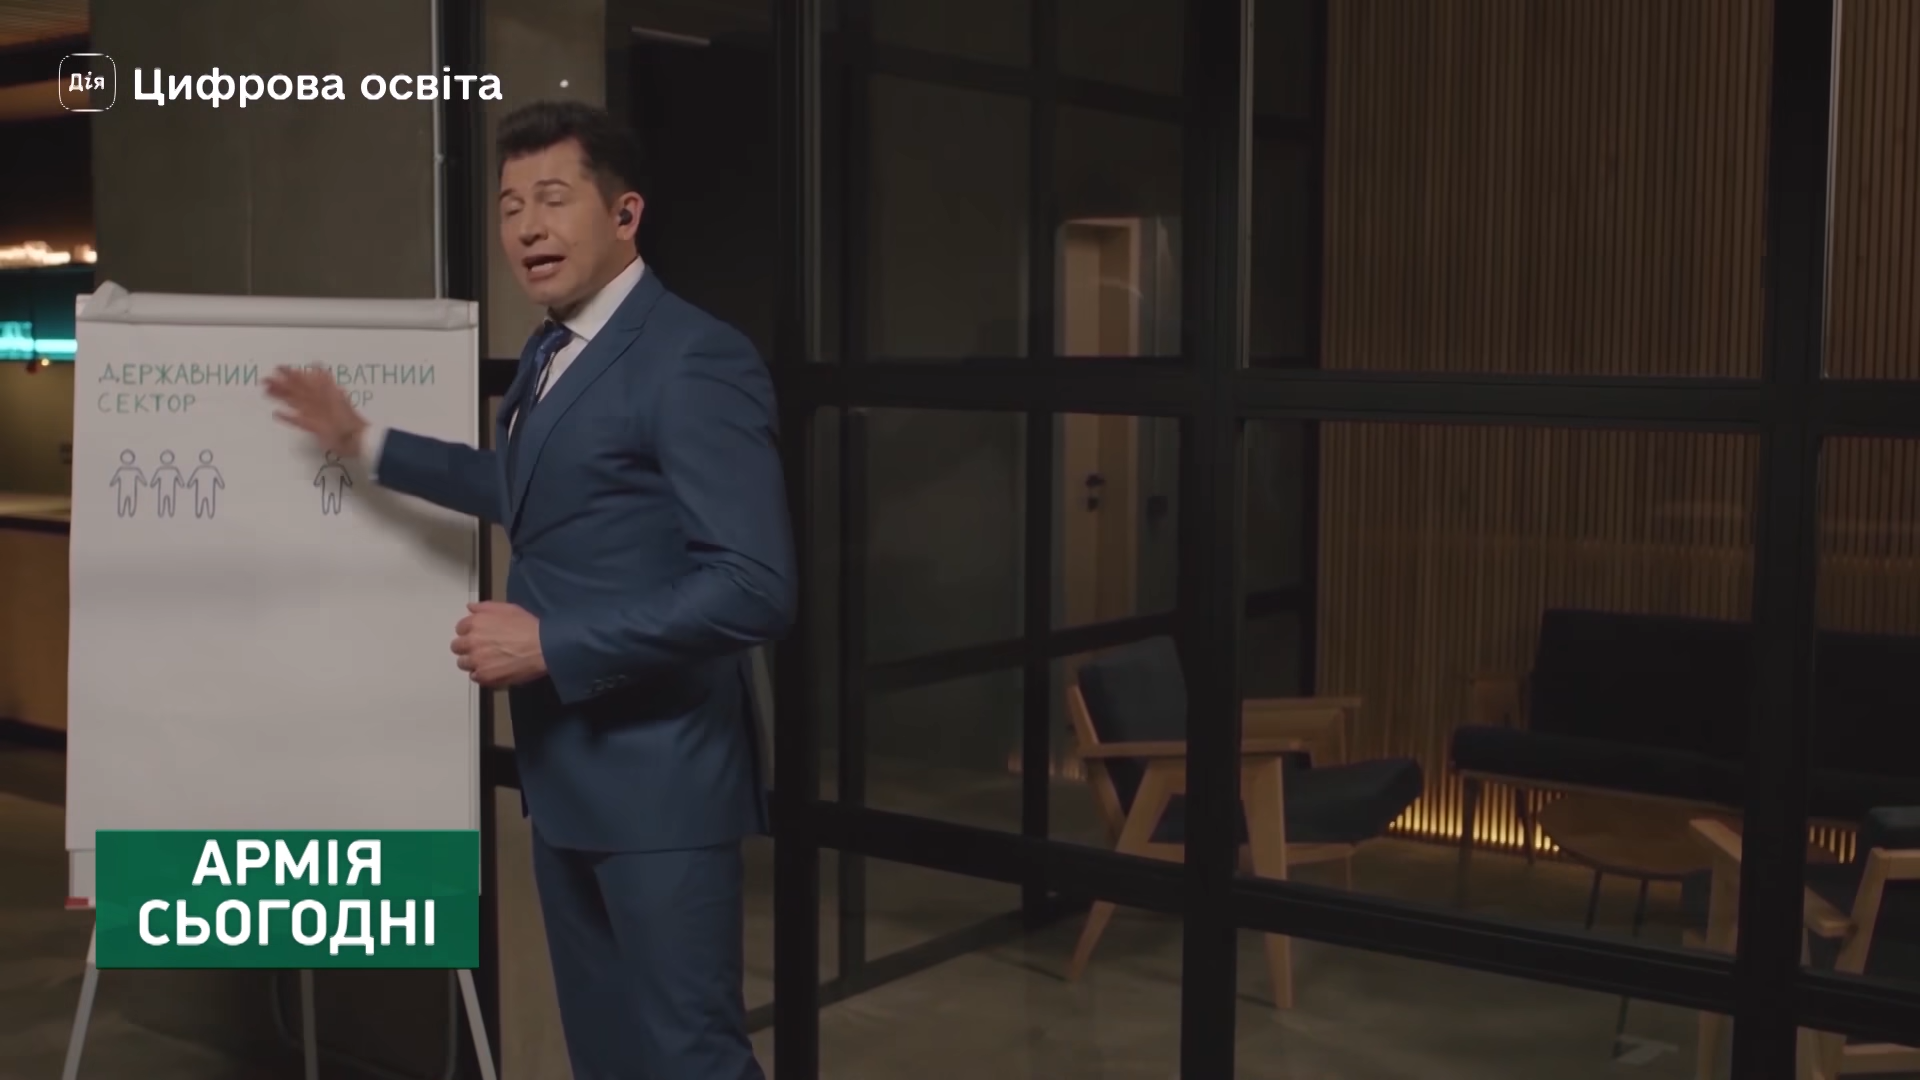 Дія Цифрова освіта
ДЕРЖАВНИЙ
СЕКТОР
АРМІЯ
СЬОГОДНІ